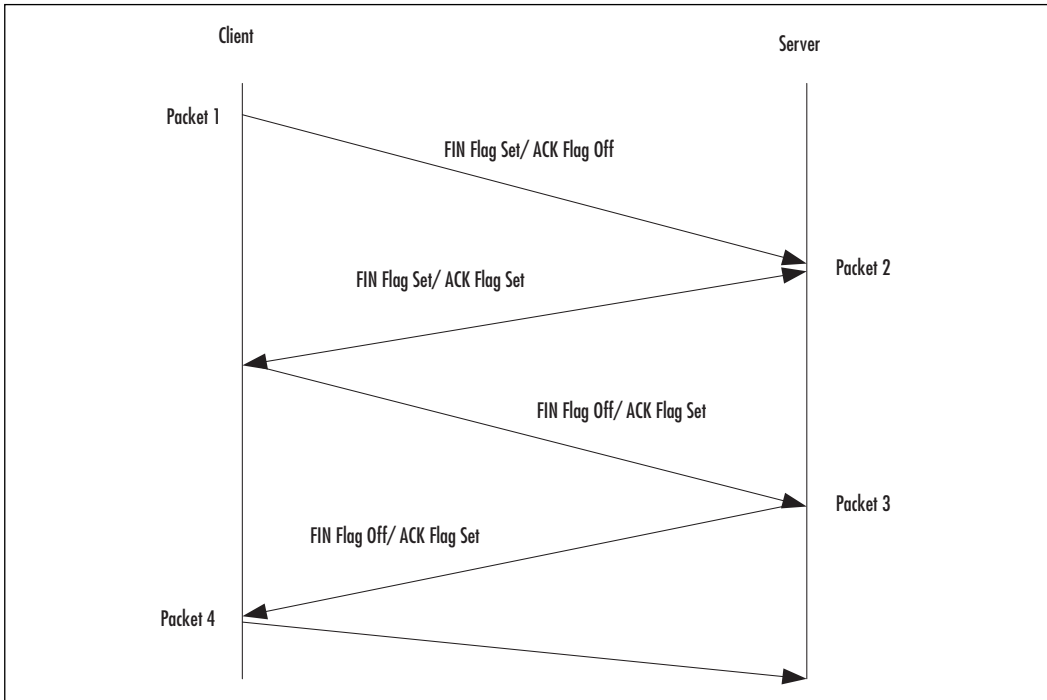 Client
Server
Packet 1
FIN Flag Set/ ACK Flag Off
Packet 2
FIN Flag Set/ ACK Flag Set
FIN Flag Off/ ACK Flag Set
Packet 3
FIN Flag Off/ ACK Flag Set
Packet 4